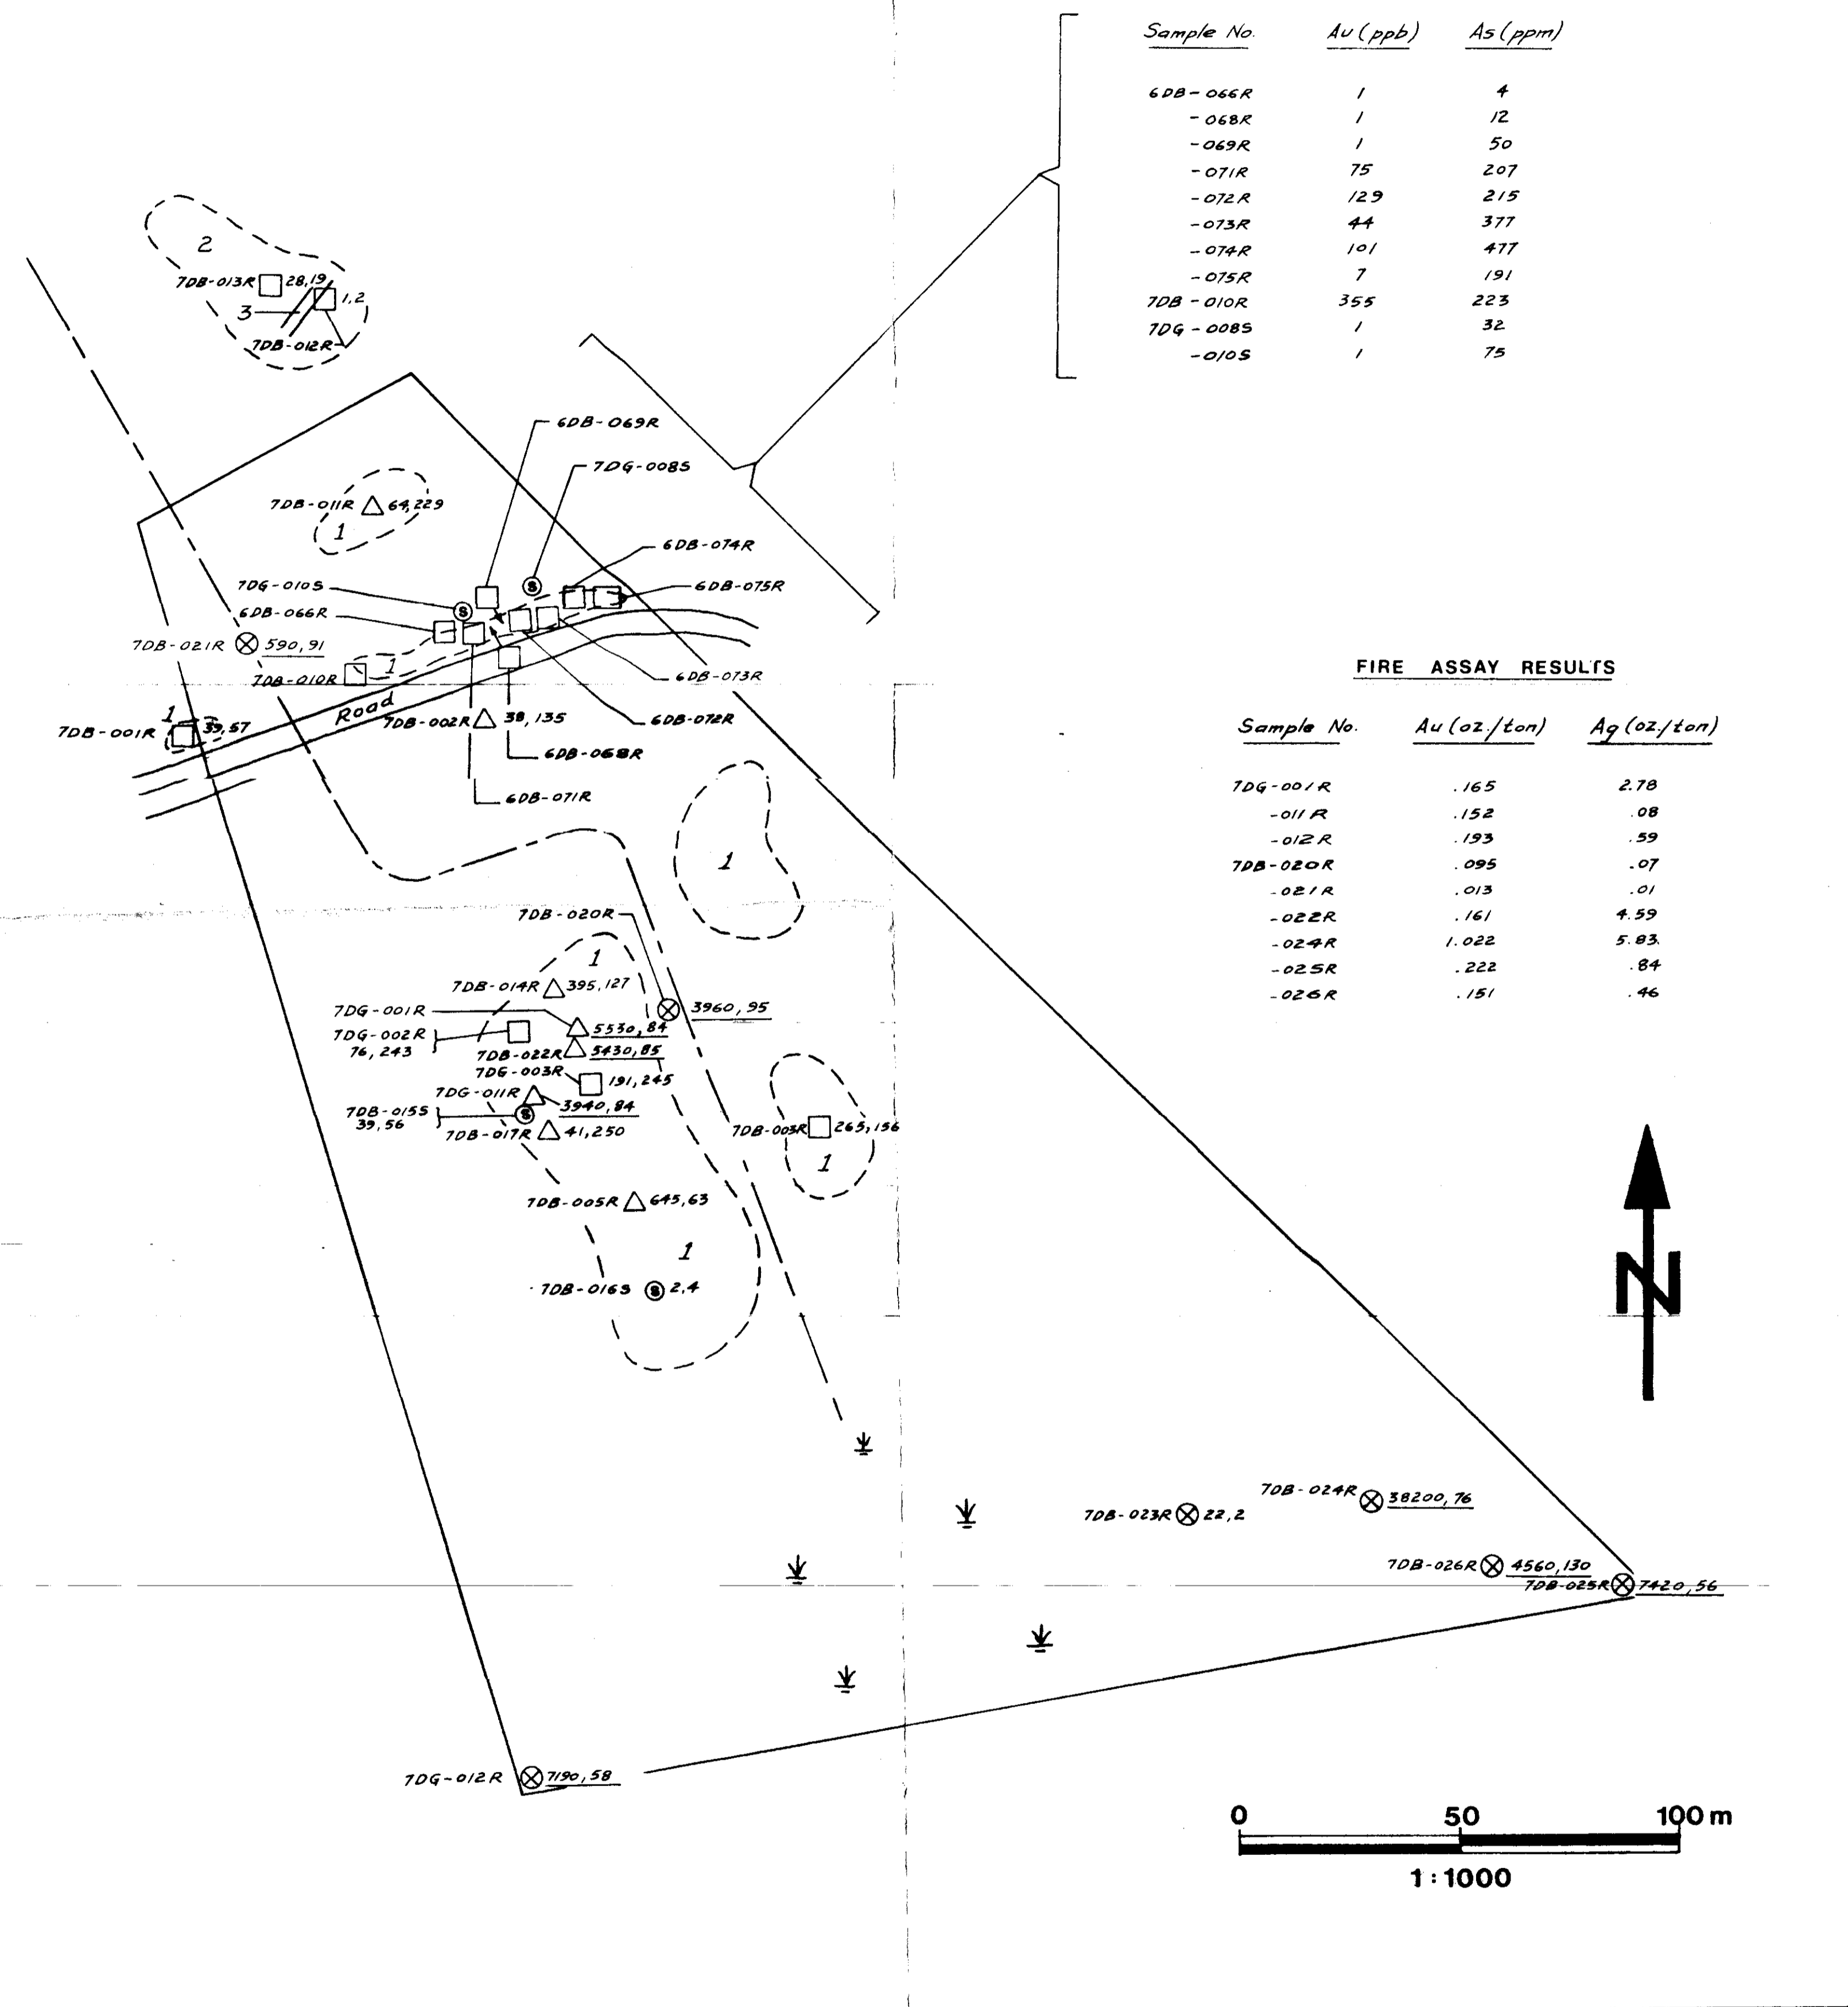 Sample No. Au (ppb) As (ppm)
6DB-066R 1 4
-068R 1 12
-069R 1 50
-071R 75 207
-072R 129 215
-073R 44 377
-074R 101 477
-075R 7 191
7DB-010R 355 223
7DG-008S 1 32
-010S 1 75
2
7DB-013R 28,19
1,2
3
7DB-012R
6DB-069R
7DG-008S
7DB-011R 64,229
1
6DB-074R
7DG-010S
S
6DB-075R
6DB-066R
S
7DB-021R 590,91
1
7DB-010R
6DB-073R
Road
1
7DB-001R 39,57
7DB-002R 38,135
6DB-072R
6DB-068R
6DB-071R
FIRE ASSAY RESULTS
Sample No. Au (oz./ton) Ag (oz./ton)
7DG-001R .165 2.78
-011R .152 .08
-012R .193 .59
7DB-020R .095 .07
-021R .013 .01
-022R .161 4.59
-024R 1.022 5.83
-025R .222 .84
-026R .151 .46
1
7DB-020R
1
7DB-014R 395,127
7DG-001R
3960,95
5530,84
7DG-002R
76,243
7DB-022R 5430,85
7DG-003R 191,245
7DG-011R
3940,84
7DB-015S
39,56
S
7DB-017R 41,250
7DB-003R 265,156
1
7DB-005R 645,63
1
7DB-016S S 2,4
N
7DB-024R 38200,76
7DB-023R 22,2
7DB-026R 4560,130
7DB-025R 7420,56
7DG-012R 7190,58
0 50 100 m
1:1000